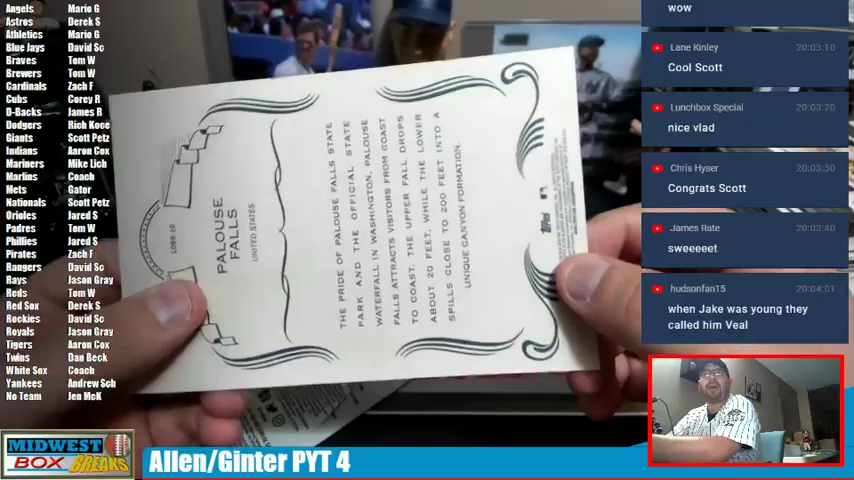 Angels Mario G
Astros Derek S
Athletics Mario G
Blue Jays David Sc
Braves Tom W
Brewers Tom W
Cardinals Zach F
Cubs Corey R
D-Backs James R
Dodgers Rich Koce
Giants Scott Petz
Indians Aaron Cox
Mariners Mike Lich
Marlins Coach
Mets Gator
Nationals Scott Petz
Orioles Jared S
Padres Tom W
Phillies Jared S
Pirates Zach F
Rangers David Sc
Rays Jason Gray
Reds Tom W
Red Sox Derek S
Rockies David Sc
Royals Jason Gray
Tigers Aaron Cox
Twins Dan Beck
White Sox Coach
Yankees Andrew Sch
No Team Jen McK
PALOUSE
FALLS
UNITED STATES
THE PRIDE OF PALOUSE FALLS STATE
PARK AND THE OFFICIAL STATE
WATERFALL IN WASHINGTON, PALOUSE
FALLS ATTRACTS VISITORS FROM COAST
TO COAST. THE UPPER FALL DROPS
ABOUT 20 FEET, WHILE THE LOWER
SPILLS CLOSE TO 200 FEET INTO A
UNIQUE CANYON FORMATION.
Topps
wow
Lane Kinley 20:03:10
Cool Scott
Lunchbox Special 20:03:20
nice vlad
Chris Hyser 20:03:30
Congrats Scott
James Rate 20:03:40
sweeeeet
hudsonfan15 20:04:01
when Jake was young they
called him Veal
MIDWEST
BOX BREAKS
Allen/Ginter PYT 4